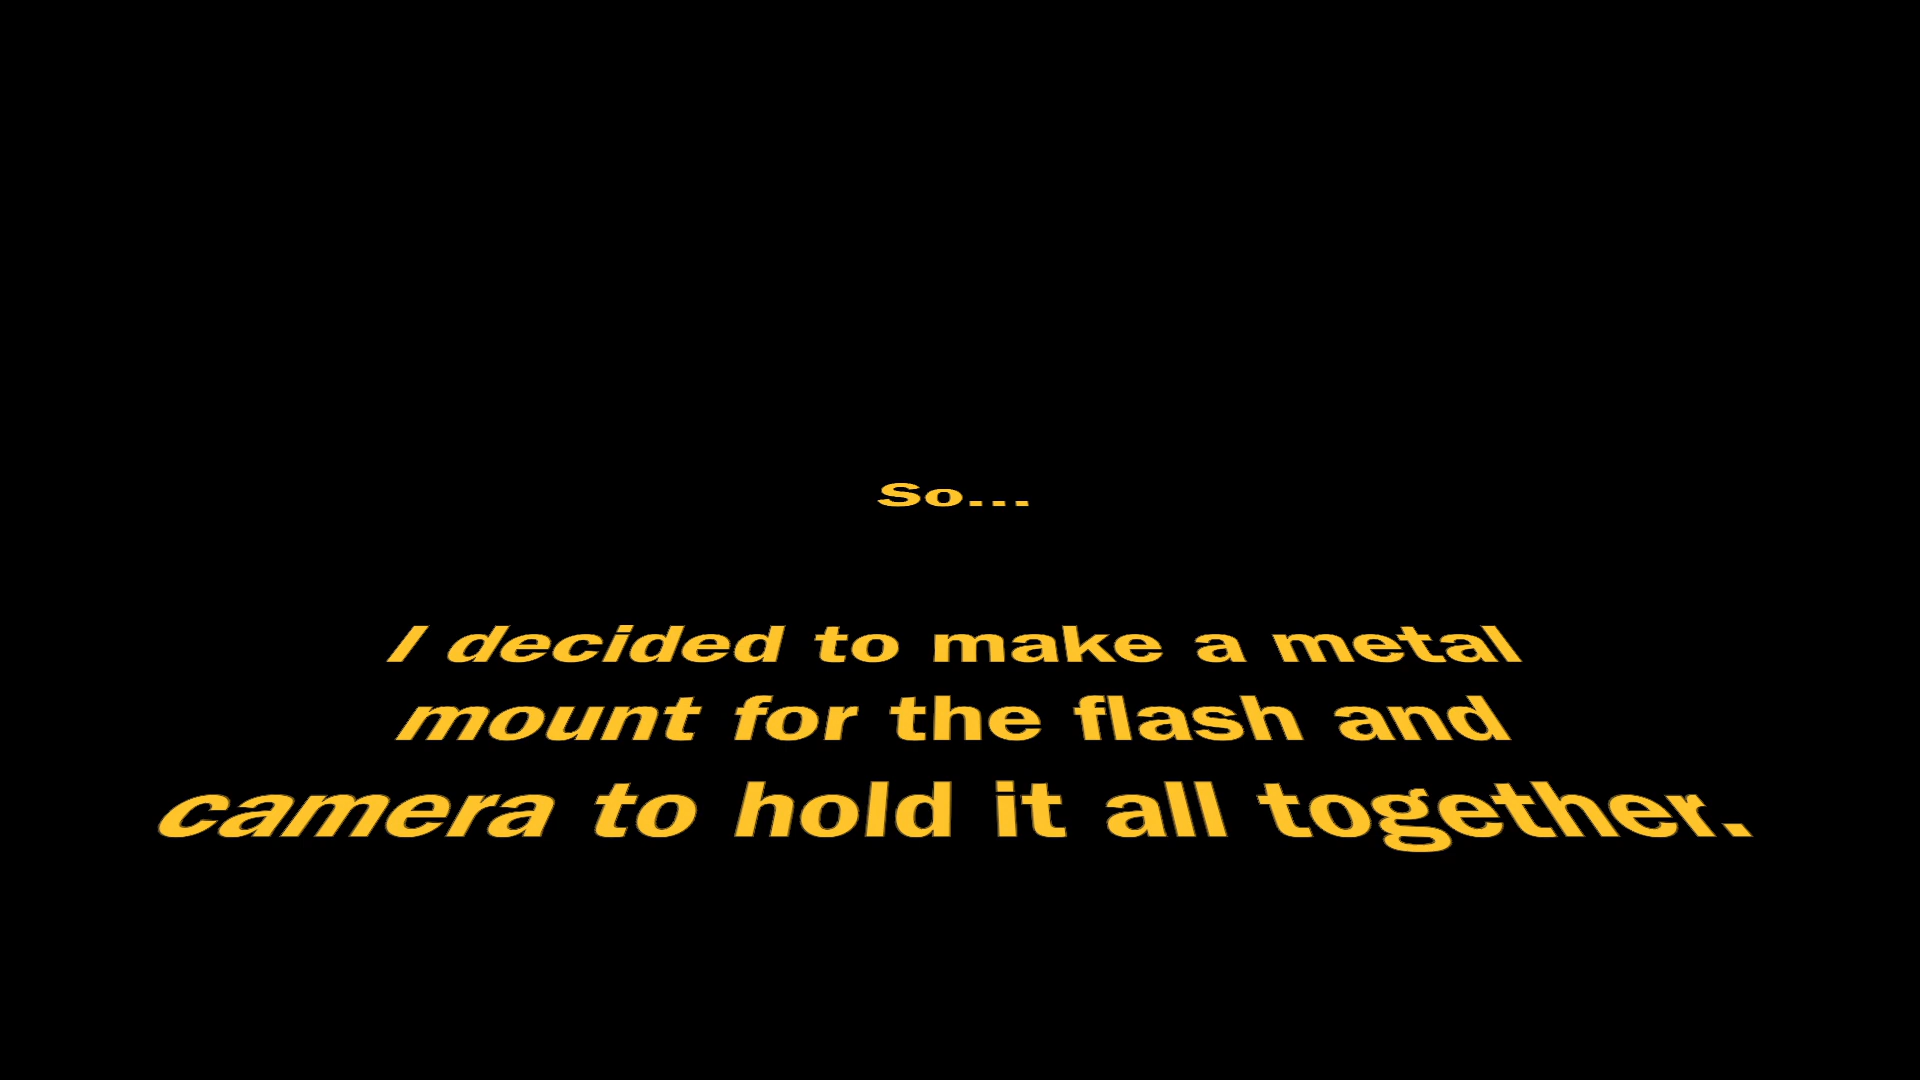 So...
I decided to make a metal
mount for the flash and
camera to hold it all together.